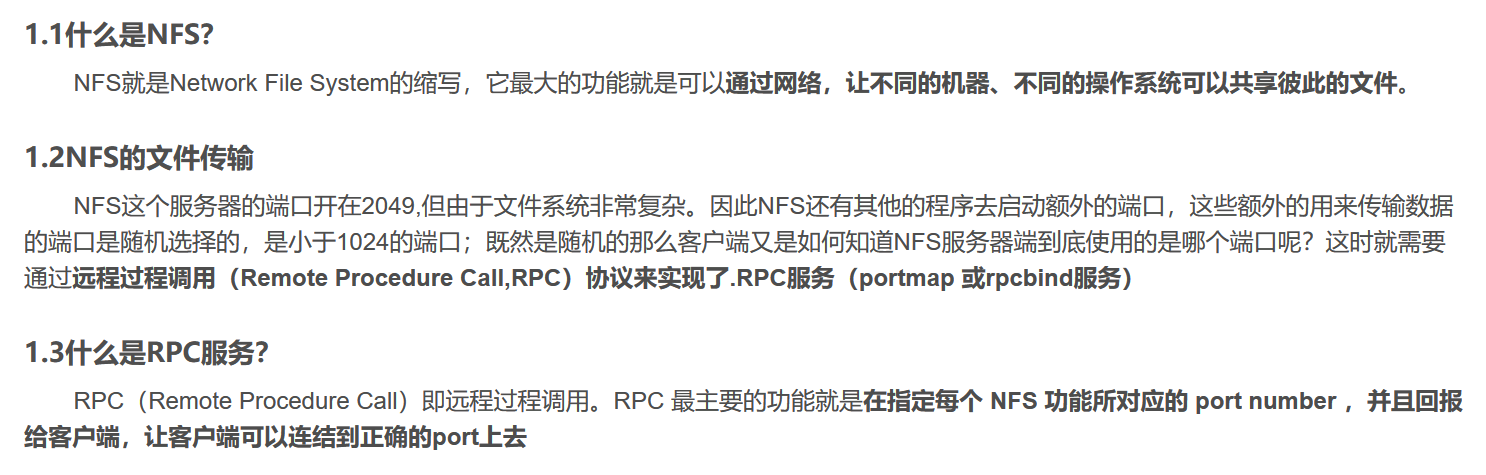 1.1什么是NFS?
NFS就是Network File System的缩写，它最大的功能就是可以通过网络，让不同的机器、不同的操作系统可以共享彼此的文件。
1.2NFS的文件传输
NFS这个服务器的端口开在2049,但由于文件系统非常复杂。因此NFS还有其他的程序去启动额外的端口，这些额外的用来传输数据
的端口是随机选择的，是小于1024的端口；既然是随机的那么客户端又是如何知道NFS服务器端到底使用的是哪个端口呢？这时就需要
通过远程过程调用（Remote Procedure Call,RPC）协议来实现了.RPC服务（portmap 或rpcbind服务）
1.3什么是RPC服务?
RPC（Remote Procedure Call）即远程过程调用。RPC 最主要的功能就是在指定每个 NFS 功能所对应的 port number ，并且回报
给客户端，让客户端可以连结到正确的port上去